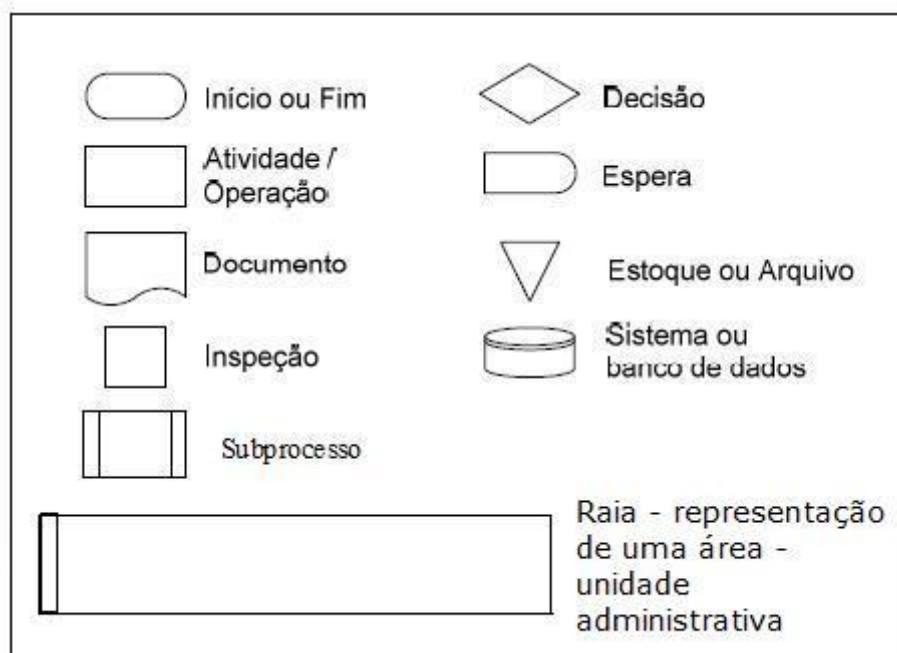 Início ou Fim
Decisão
Atividade /
Operação
Espera
Documento
Estoque ou Arquivo
Inspeção
Sistema ou
banco de dados
Subprocesso
Raia - representação
de uma área -
unidade
administrativa